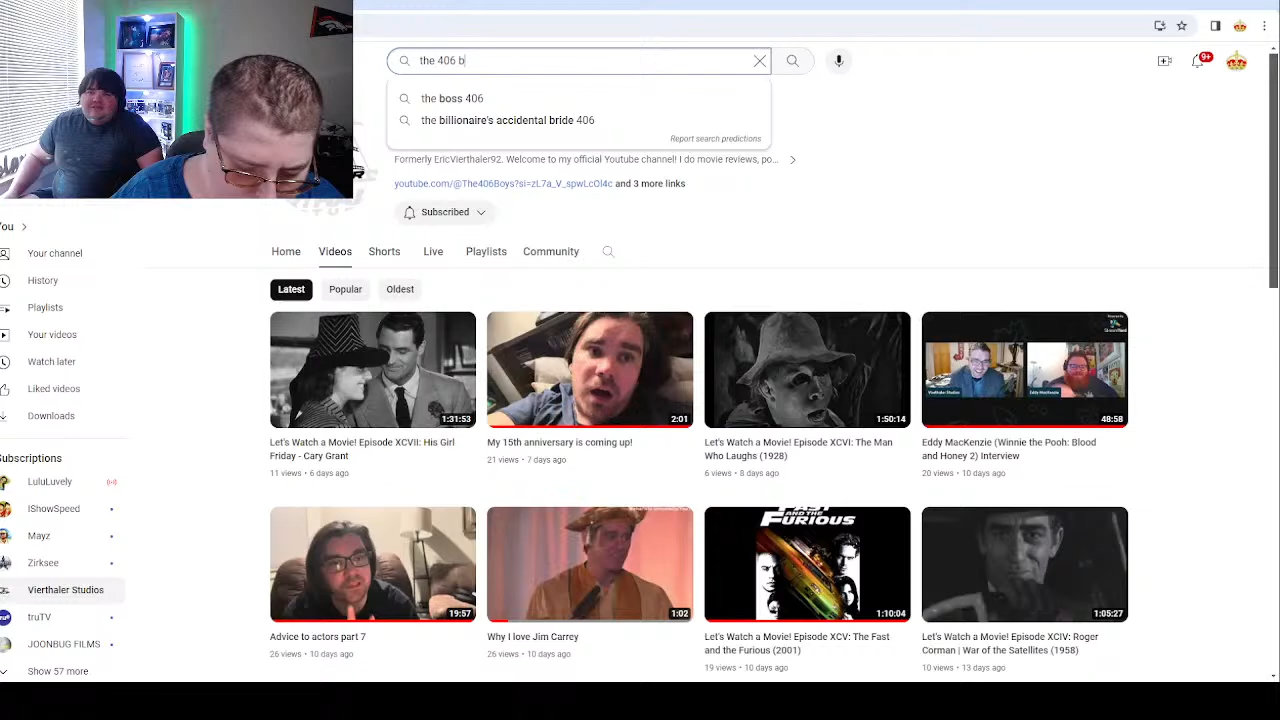 the 406 b
the boss 406
the billionaire's accidental bride 406
Report search predictions
9+
Formerly EricVierthaler92. Welcome to my official Youtube channel! I do movie reviews, po...
youtube.com/@The406Boys?si=zL7a_V_spwLcOl4c and 3 more links
Subscribed
Home Videos Shorts Live Playlists Community
Latest Popular Oldest
You
Your channel
History
Playlists
Your videos
Watch later
Liked videos
Downloads
Subscriptions
LuluLuvely
IShowSpeed
Mayz
Zirksee
Vierthaler Studios
truTV
JOONBUG FILMS
Show 57 more
1:31:53
Let's Watch a Movie! Episode XCVII: His Girl
Friday - Cary Grant
11 views • 6 days ago
2:01
My 15th anniversary is coming up!
21 views • 7 days ago
1:50:14
Let's Watch a Movie! Episode XCVI: The Man
Who Laughs (1928)
6 views • 8 days ago
Vierthaler Studios
Eddy MacKenzie
48:58
Eddy MacKenzie (Winnie the Pooh: Blood
and Honey 2) Interview
20 views • 10 days ago
19:57
Advice to actors part 7
26 views • 10 days ago
1:02
Why I love Jim Carrey
26 views • 10 days ago
FAST
AND THE
FURIOUS
1:10:04
Let's Watch a Movie! Episode XCV: The Fast
and the Furious (2001)
19 views • 10 days ago
1:05:27
Let's Watch a Movie! Episode XCIV: Roger
Corman | War of the Satellites (1958)
10 views • 13 days ago